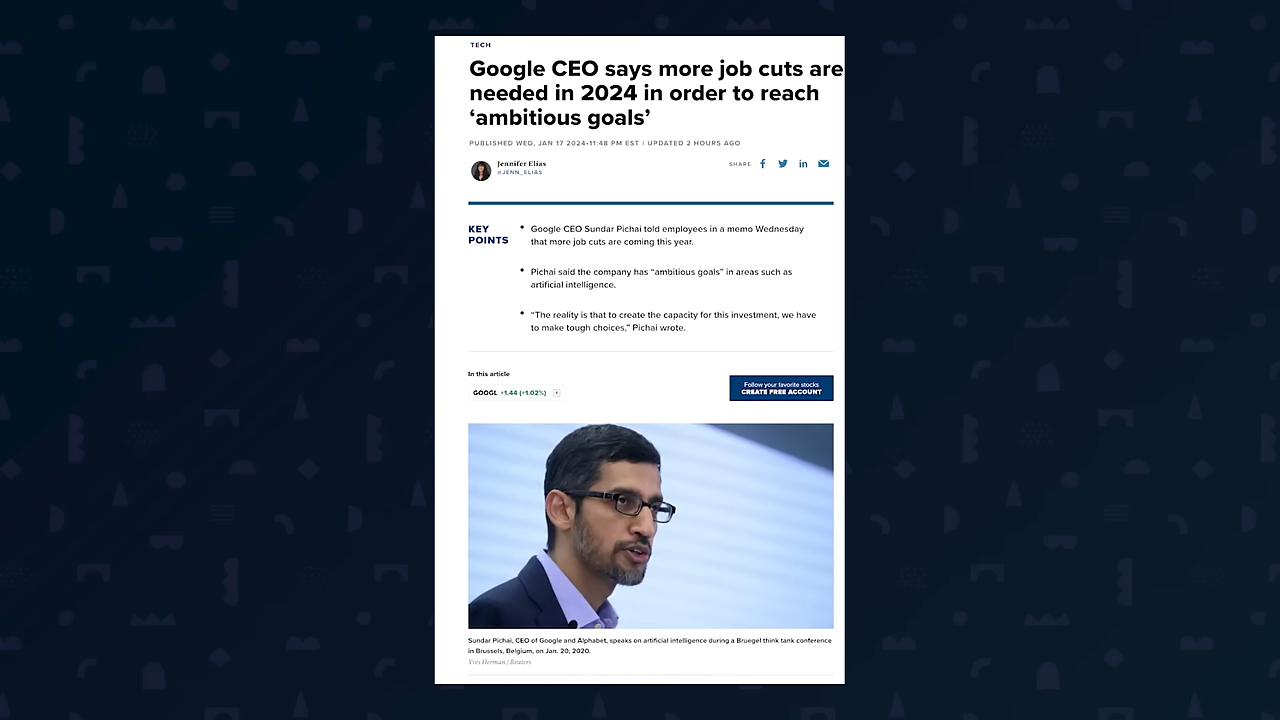 TECH
Google CEO says more job cuts are
needed in 2024 in order to reach
‘ambitious goals’
PUBLISHED WED, JAN 17 2024•11:48 PM EST | UPDATED 2 HOURS AGO
Jennifer Elias
@JENN_ELIAS
SHARE
KEY
POINTS
• Google CEO Sundar Pichai told employees in a memo Wednesday
that more job cuts are coming this year.
• Pichai said the company has “ambitious goals” in areas such as
artificial intelligence.
• “The reality is that to create the capacity for this investment, we have
to make tough choices,” Pichai wrote.
In this article
GOOGL +1.44 (+1.02%) +
Follow your favorite stocks
CREATE FREE ACCOUNT
Sundar Pichai, CEO of Google and Alphabet, speaks on artificial intelligence during a Bruegel think tank conference
in Brussels, Belgium, on Jan. 20, 2020.
Yves Herman | Reuters